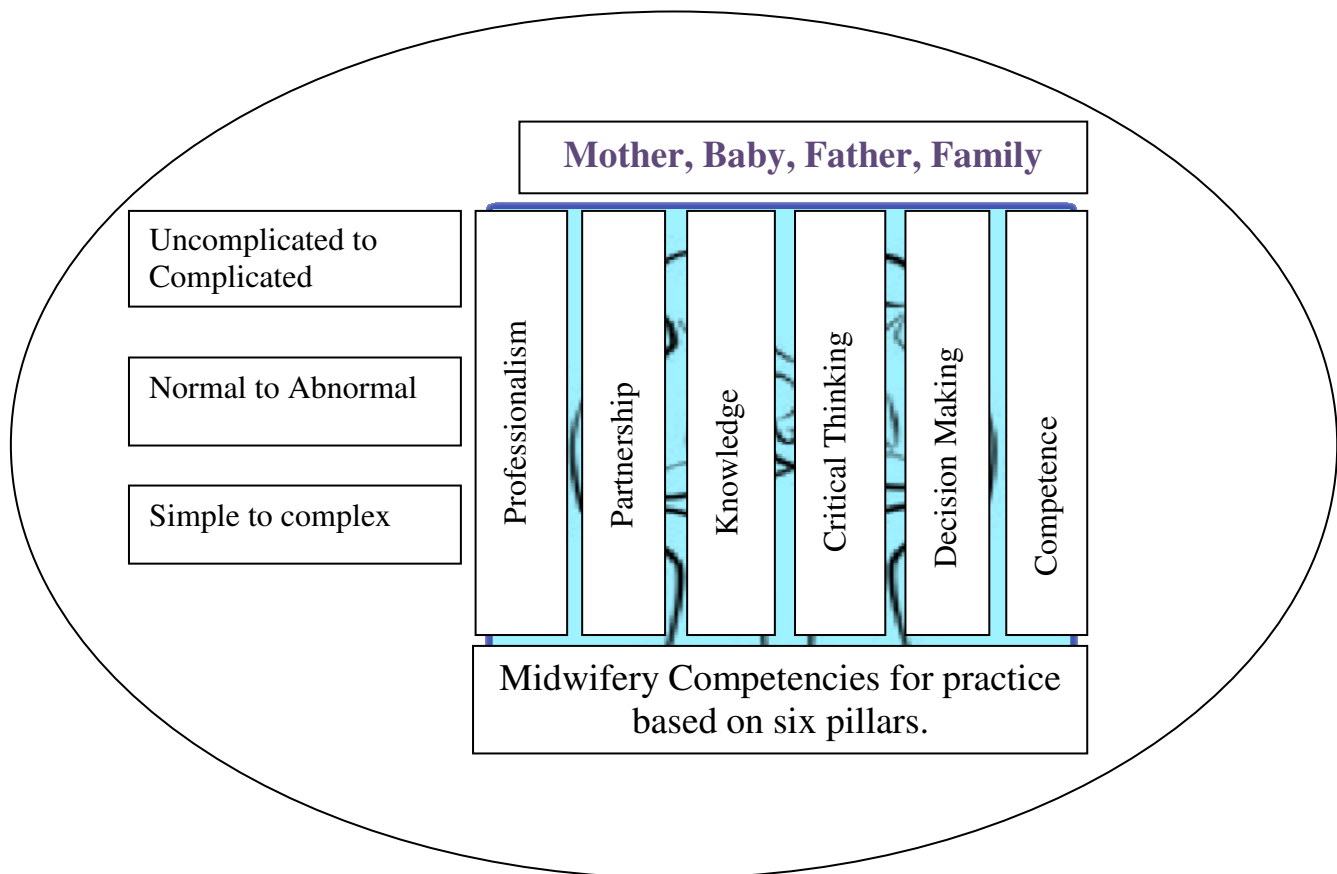 Mother, Baby, Father, Family
Uncomplicated to
Complicated
Normal to Abnormal
Simple to complex
Professionalism
Partnership
Knowledge
Critical Thinking
Decision Making
Competence
Midwifery Competencies for practice
based on six pillars.